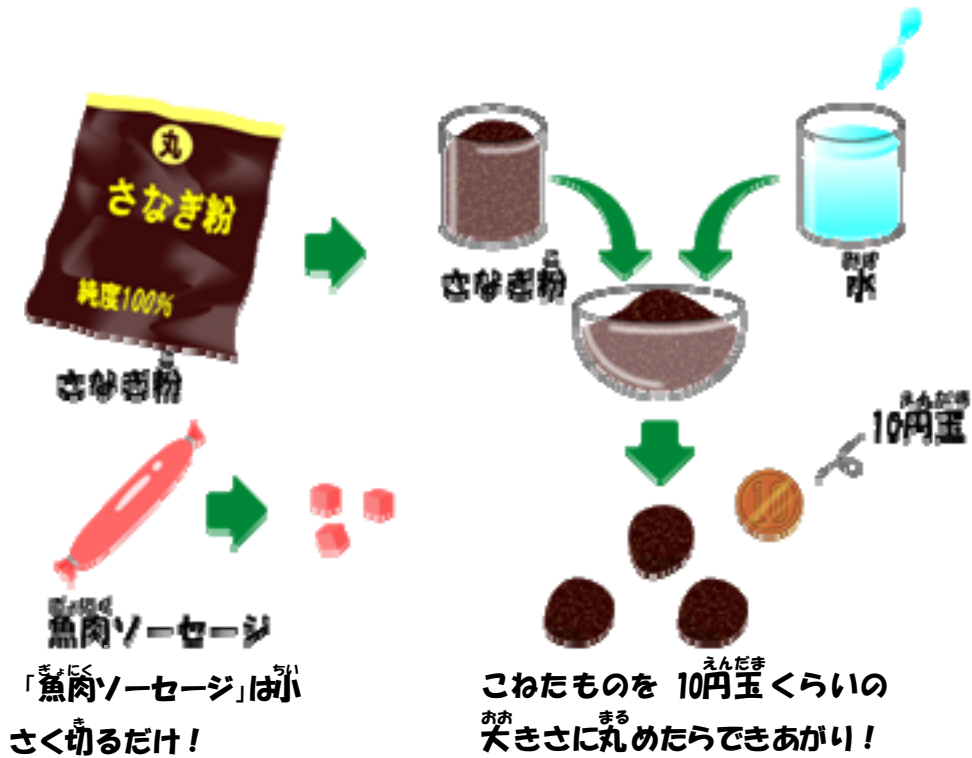 丸
さなぎ粉
純度100%
さなぎ粉
さなぎ粉
水
10円玉
10
魚肉ソーセージ
「魚肉ソーセージ」は小
さく切るだけ!
こねたものを 10円玉くらいの
大きさに丸めたらできあがり!